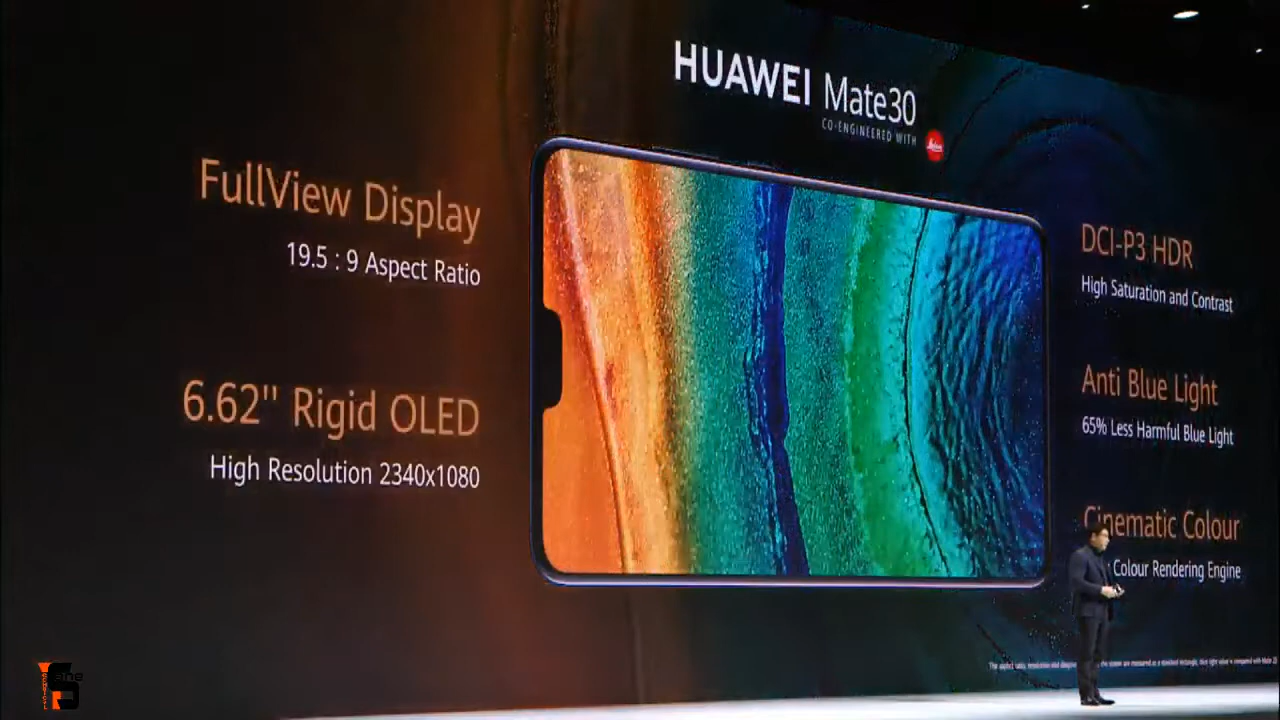 HUAWEI Mate30
CO-ENGINEERED WITH
Leica
FullView Display
19.5 : 9 Aspect Ratio
6.62" Rigid OLED
High Resolution 2340x1080
DCI-P3 HDR
High Saturation and Contrast
Anti Blue Light
65% Less Harmful Blue Light
Cinematic Colour
Colour Rendering Engine